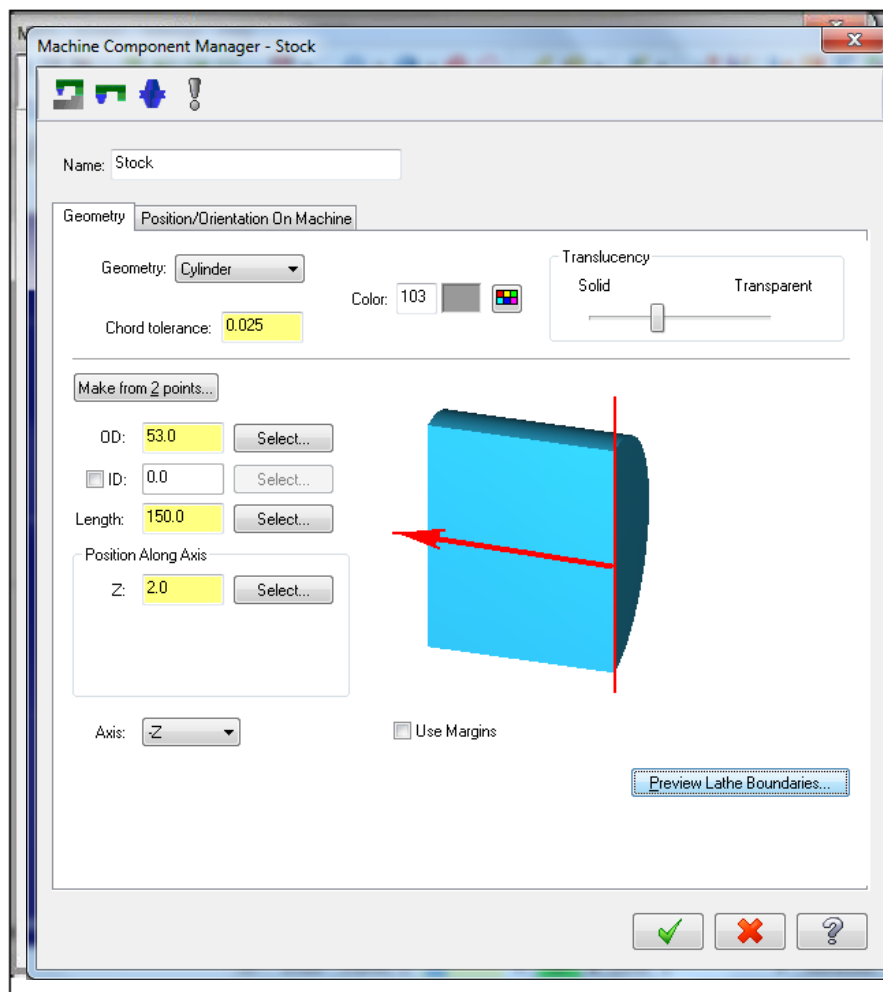 Machine Component Manager - Stock
Name: Stock
Geometry Position/Orientation On Machine
Geometry: Cylinder
Color: 103
Chord tolerance: 0.025
Translucency
Solid Transparent
Make from 2 points...
OD: 53.0 Select...
ID: 0.0 Select...
Length: 150.0 Select...
Position Along Axis
Z: 2.0 Select...
Axis: -Z
Use Margins
Preview Lathe Boundaries...